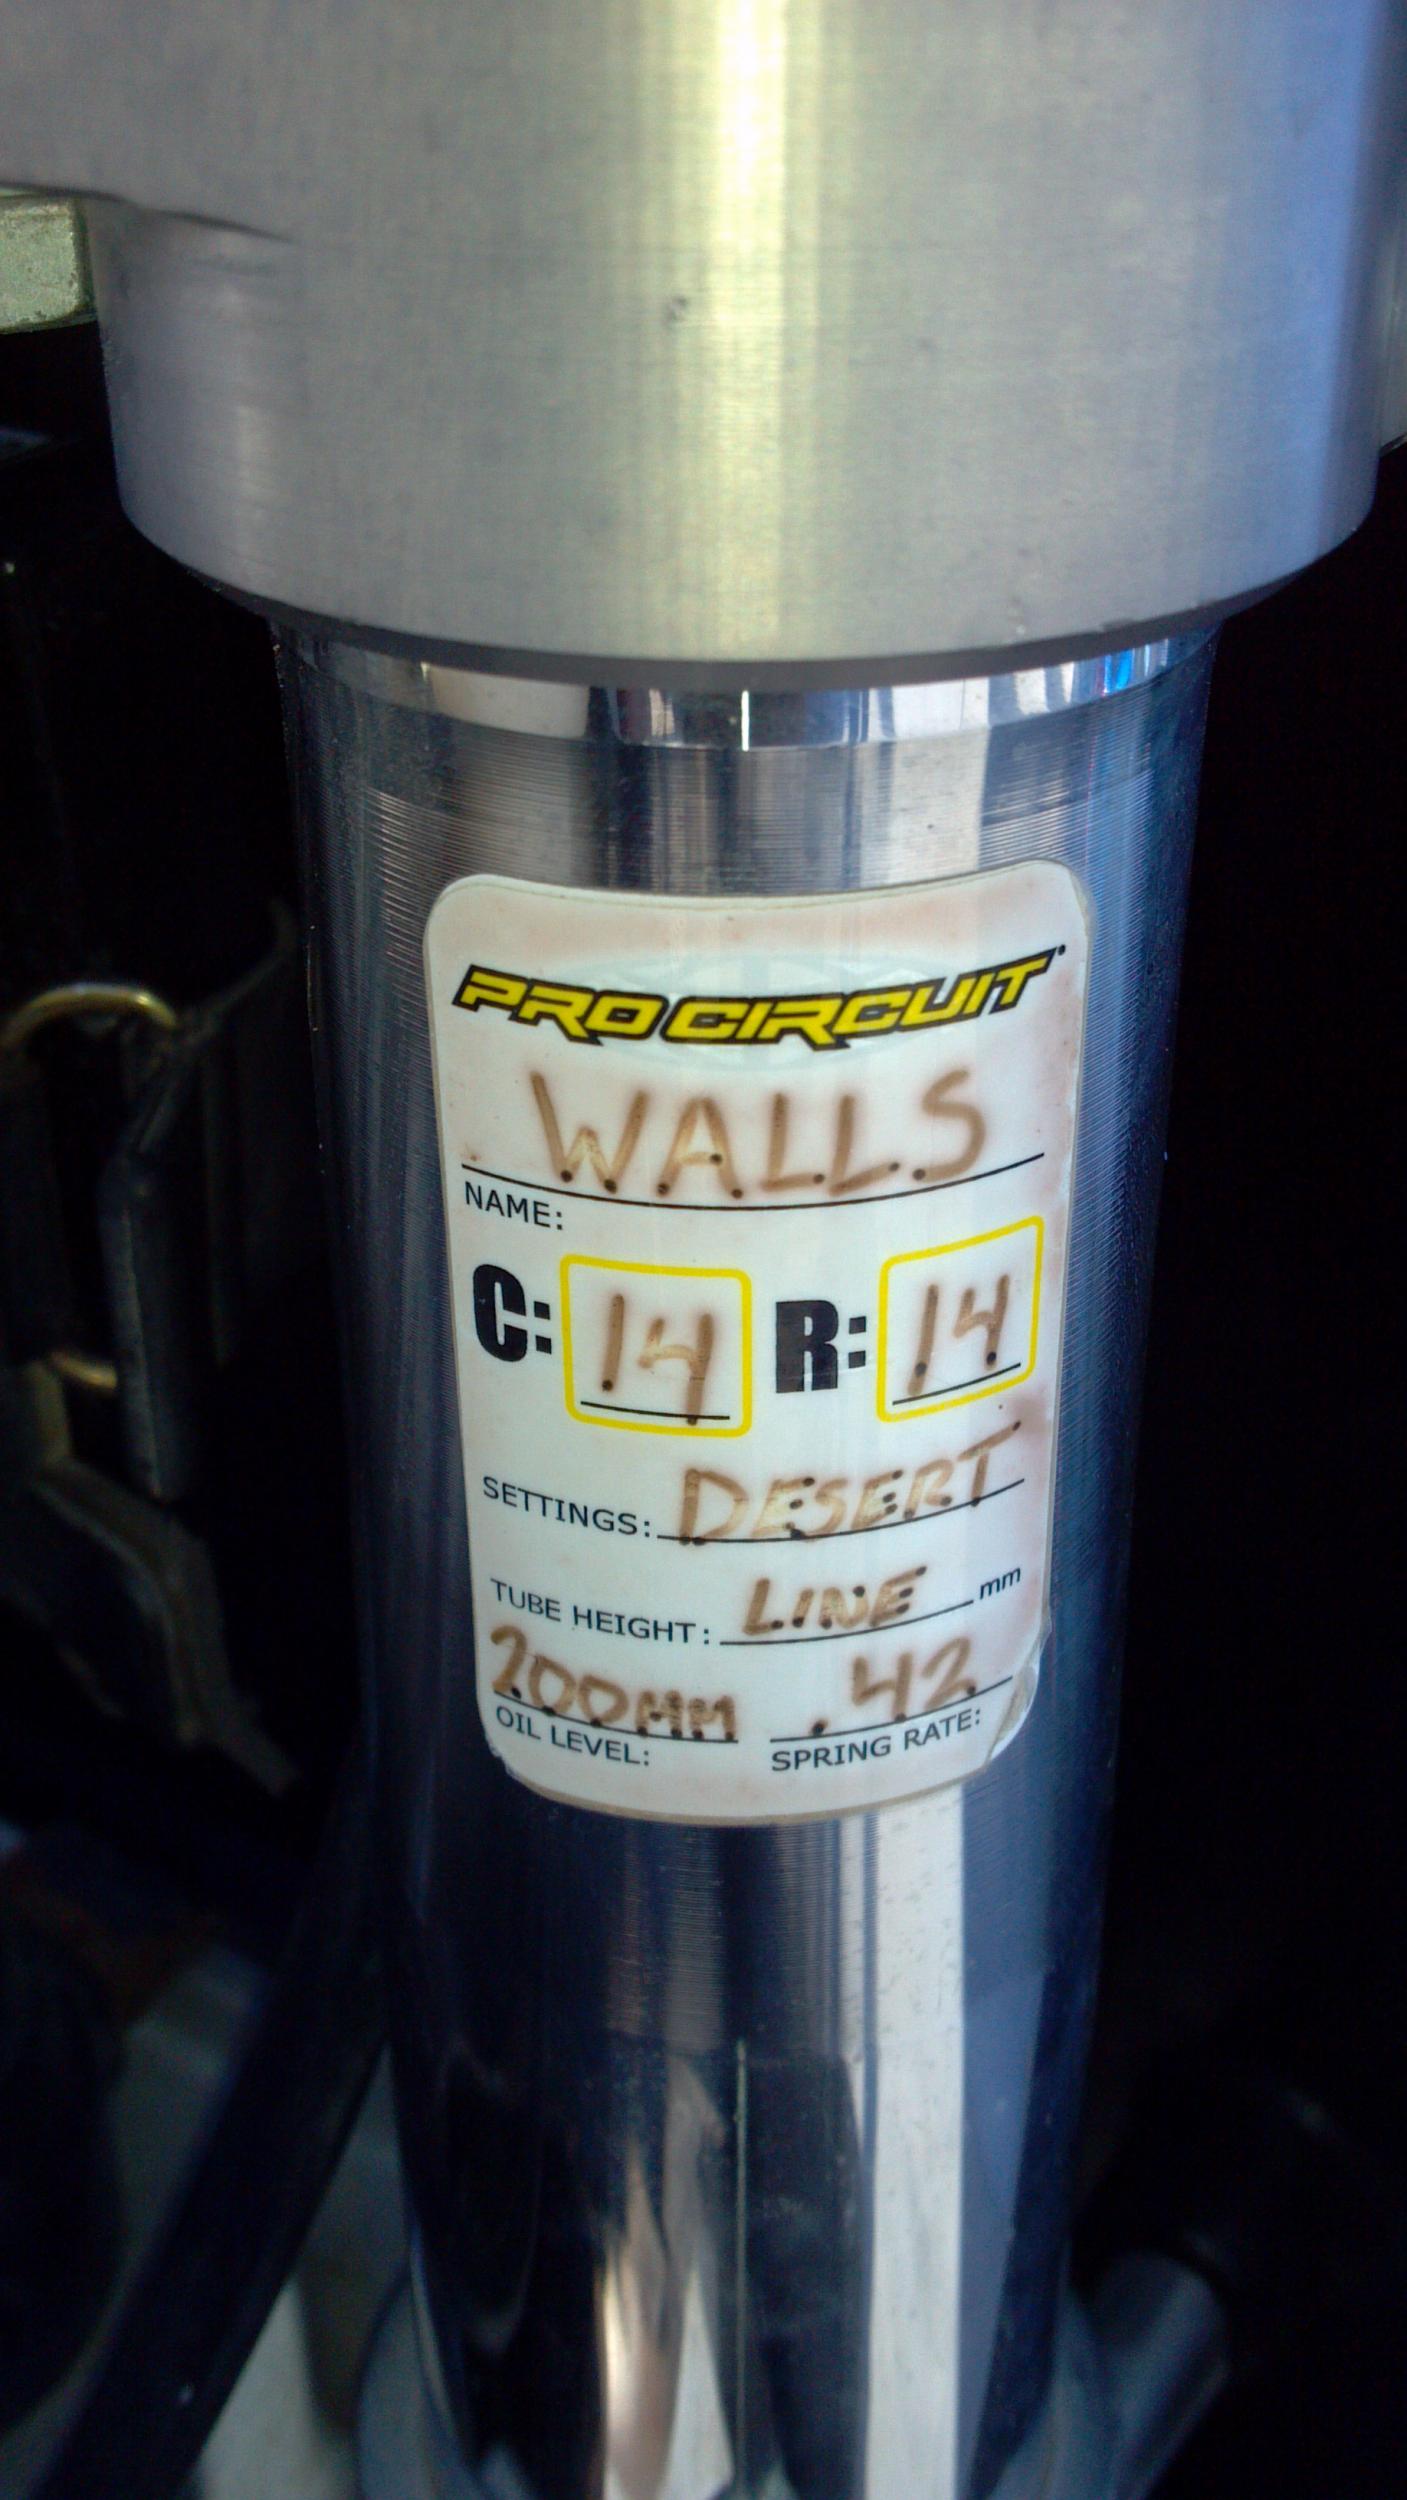 PRO CIRCUIT
WALLS
NAME:
C: 14 R: 14
SETTINGS: DESERT
TUBE HEIGHT: LINE mm
200MM .42
OIL LEVEL: SPRING RATE: